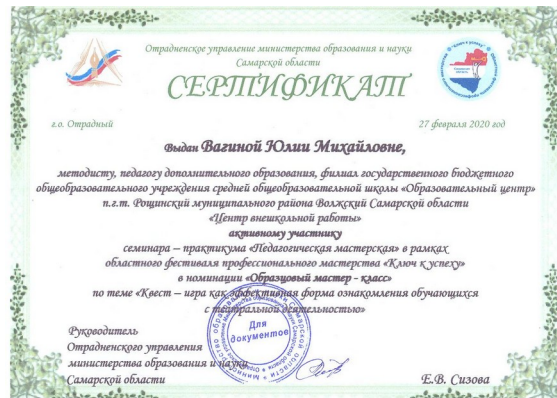 Отрадненское управление министерства образования и науки
Самарской области
СЕРТИФИКАТ
г.о. Отрадный
27 февраля 2020 год
Выдан Вагиной Юлии Михайловне,
методисту, педагогу дополнительного образования, филиал государственного бюджетного
общеобразовательного учреждения средней общеобразовательной школы «Образовательный центр»
п.г.т. Рощинский муниципального района Волжский Самарской области
«Центр внешкольной работы»
активному участнику
семинара – практикума «Педагогическая мастерская» в рамках
областного фестиваля профессионального мастерства «Ключ к успеху»
в номинации «Образцовый мастер - класс»
по теме «Квест – игра как эффективная форма ознакомления обучающихся
с театральной деятельностью»
Для
документов
Руководитель
Отрадненского управления
министерства образования и науки
Самарской области
Е.В. Сизова